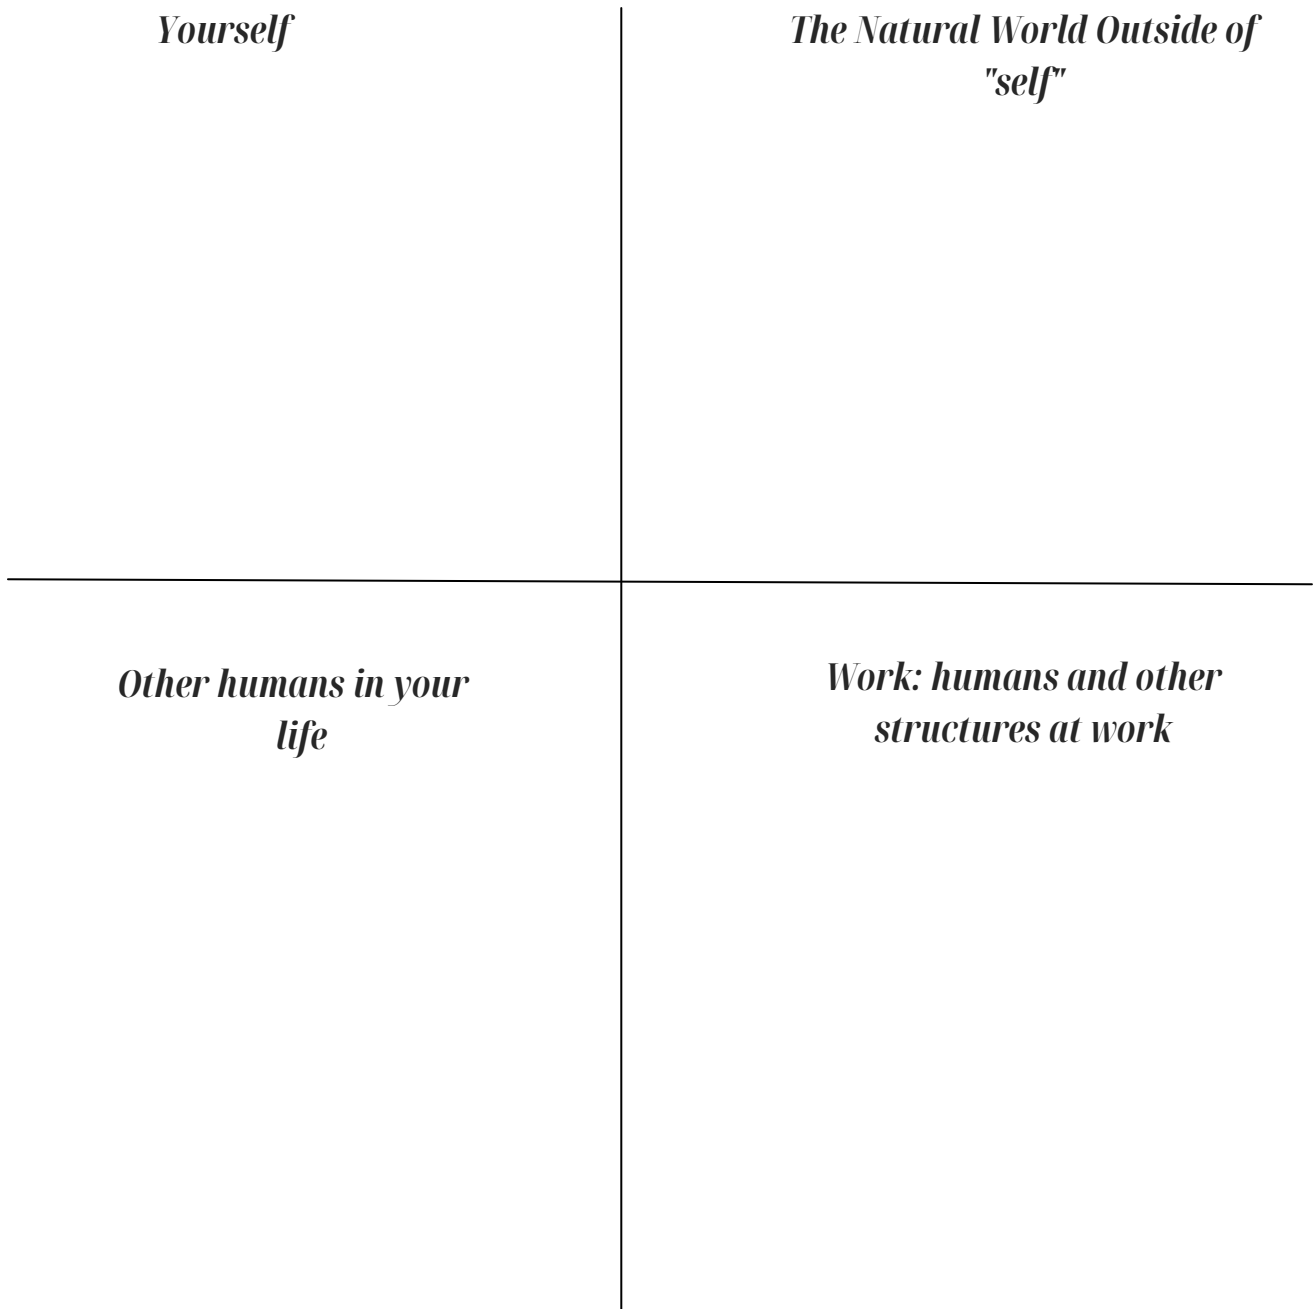 Yourself
The Natural World Outside of
"self"
Other humans in your
life
Work: humans and other
structures at work